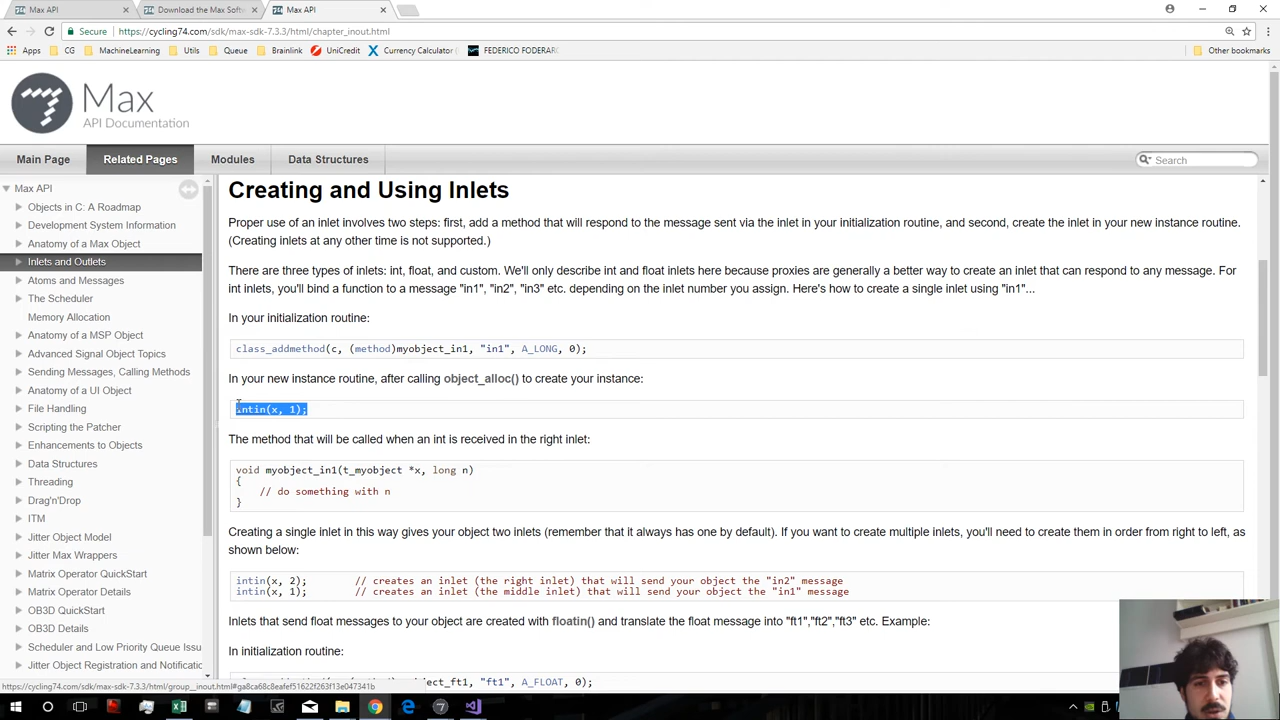 Max API
Download the Max Softw
Max API
Secure
https://cycling74.com/sdk/max-sdk-7.3.3/html/chapter_inout.html
Apps
CG
MachineLearning
Utils
Queue
Brainlink
UniCredit
Currency Calculator (
FEDERICO FODERAR
Other bookmarks
Max
API Documentation
Main Page
Related Pages
Modules
Data Structures
Search
Max API
Objects in C: A Roadmap
Development System Information
Anatomy of a Max Object
Inlets and Outlets
Atoms and Messages
The Scheduler
Memory Allocation
Anatomy of a MSP Object
Advanced Signal Object Topics
Sending Messages, Calling Methods
Anatomy of a UI Object
File Handling
Scripting the Patcher
Enhancements to Objects
Data Structures
Threading
Drag'n'Drop
ITM
Jitter Object Model
Jitter Max Wrappers
Matrix Operator QuickStart
Matrix Operator Details
OB3D QuickStart
OB3D Details
Scheduler and Low Priority Queue Issu
Jitter Object Registration and Notificatio
Creating and Using Inlets
Proper use of an inlet involves two steps: first, add a method that will respond to the message sent via the inlet in your initialization routine, and second, create the inlet in your new instance routine.
(Creating inlets at any other time is not supported.)
There are three types of inlets: int, float, and custom. We'll only describe int and float inlets here because proxies are generally a better way to create an inlet that can respond to any message. For
int inlets, you'll bind a function to a message "in1", "in2", "in3" etc. depending on the inlet number you assign. Here's how to create a single inlet using "in1"...
In your initialization routine:
class_addmethod(c, (method)myobject_in1, "in1", A_LONG, 0);
In your new instance routine, after calling object_alloc() to create your instance:
intin(x, 1);
The method that will be called when an int is received in the right inlet:
void myobject_in1(t_myobject *x, long n)
{
// do something with n
}
Creating a single inlet in this way gives your object two inlets (remember that it always has one by default). If you want to create multiple inlets, you'll need to create them in order from right to left, as
shown below:
intin(x, 2); // creates an inlet (the right inlet) that will send your object the "in2" message
intin(x, 1); // creates an inlet (the middle inlet) that will send your object the "in1" message
Inlets that send float messages to your object are created with floatin() and translate the float message into "ft1","ft2","ft3" etc. Example:
In initialization routine:
object_ft1, "ft1", A_FLOAT, 0);